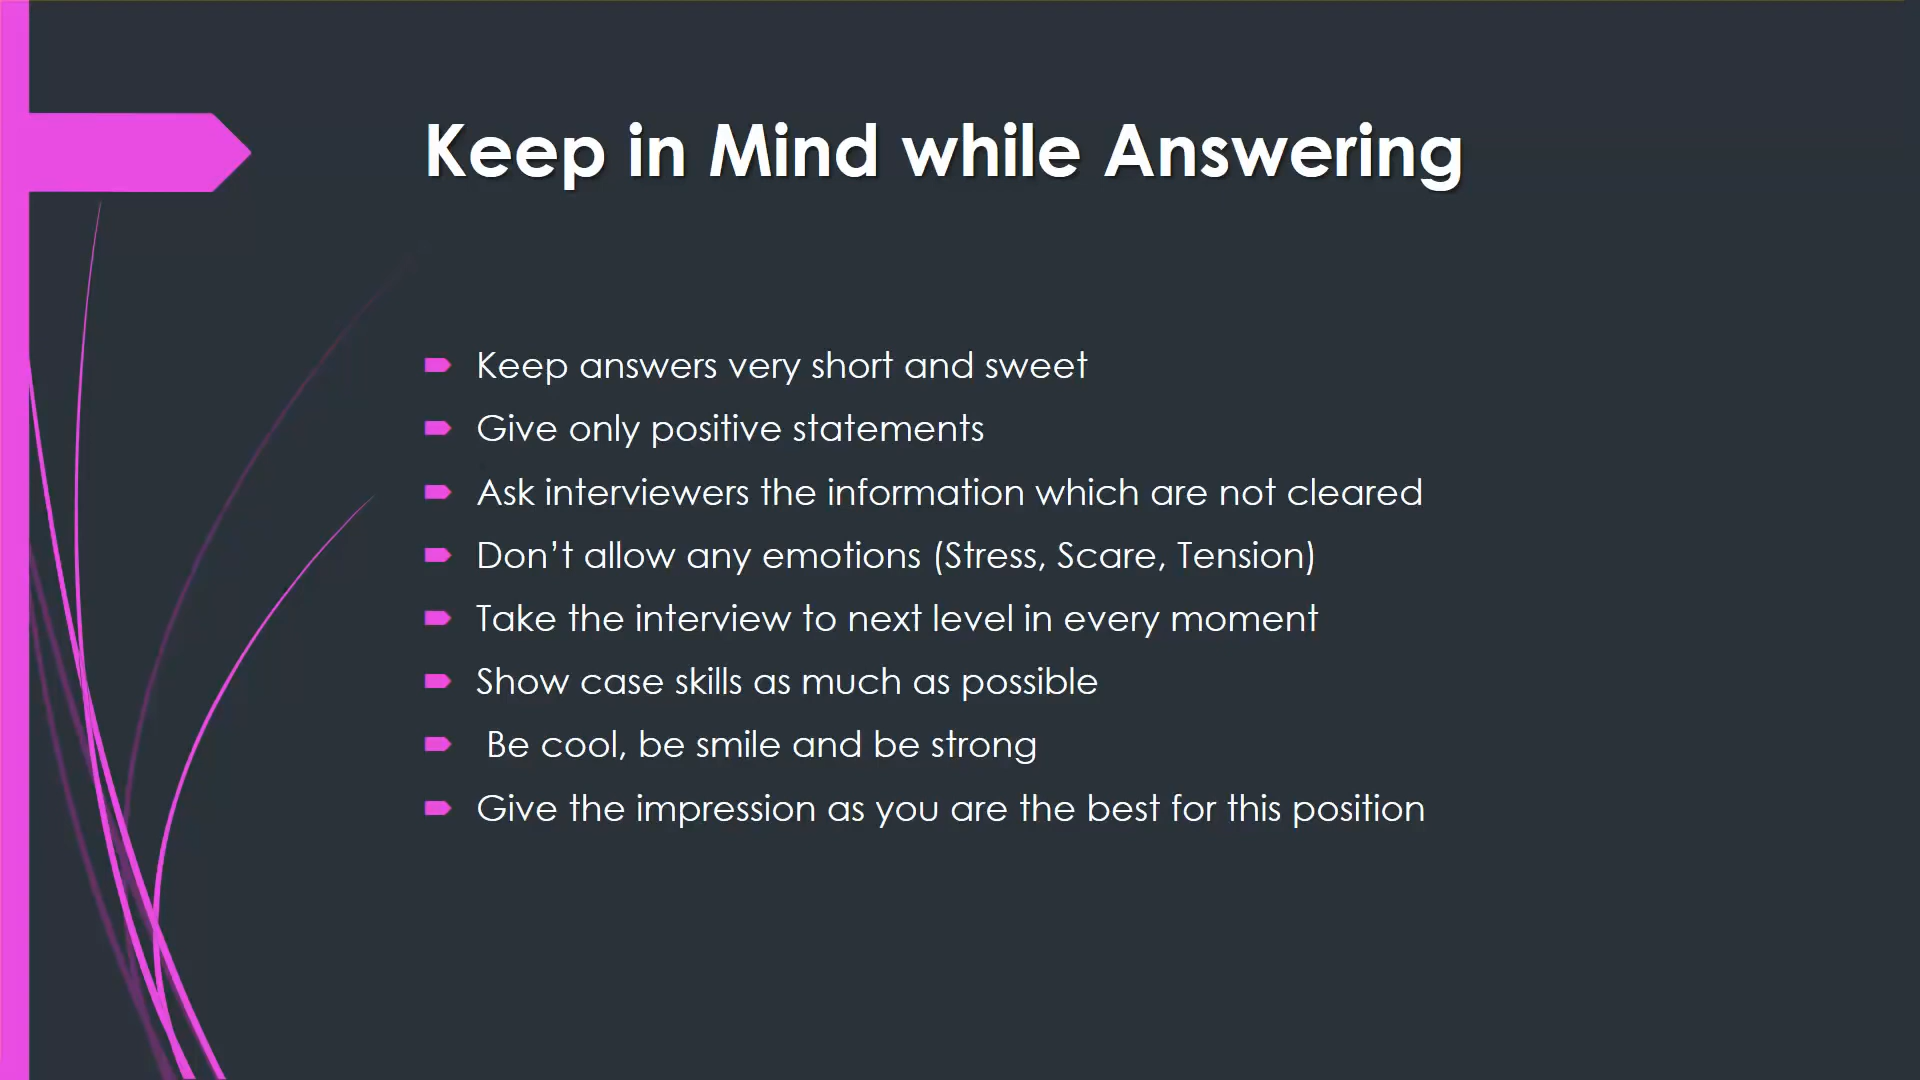 Keep in Mind while Answering
Keep answers very short and sweet
Give only positive statements
Ask interviewers the information which are not cleared
Don’t allow any emotions (Stress, Scare, Tension)
Take the interview to next level in every moment
Show case skills as much as possible
Be cool, be smile and be strong
Give the impression as you are the best for this position